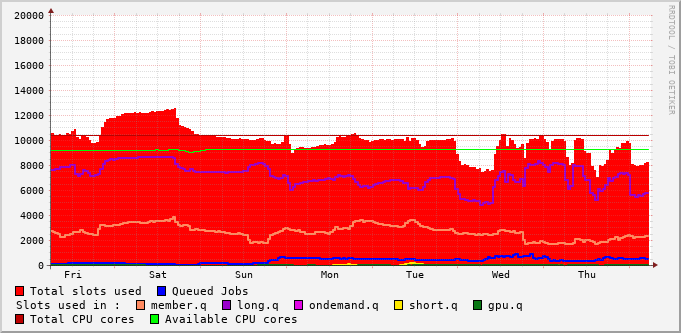 20000
18000
16000
14000
12000
10000
8000
6000
4000
2000
0
Fri Sat Sun Mon Tue Wed Thu
Total slots used Queued Jobs
Slots used in : member.q long.q ondemand.q short.q gpu.q
Total CPU cores Available CPU cores
RRDTOOL / TOBI OETIKER